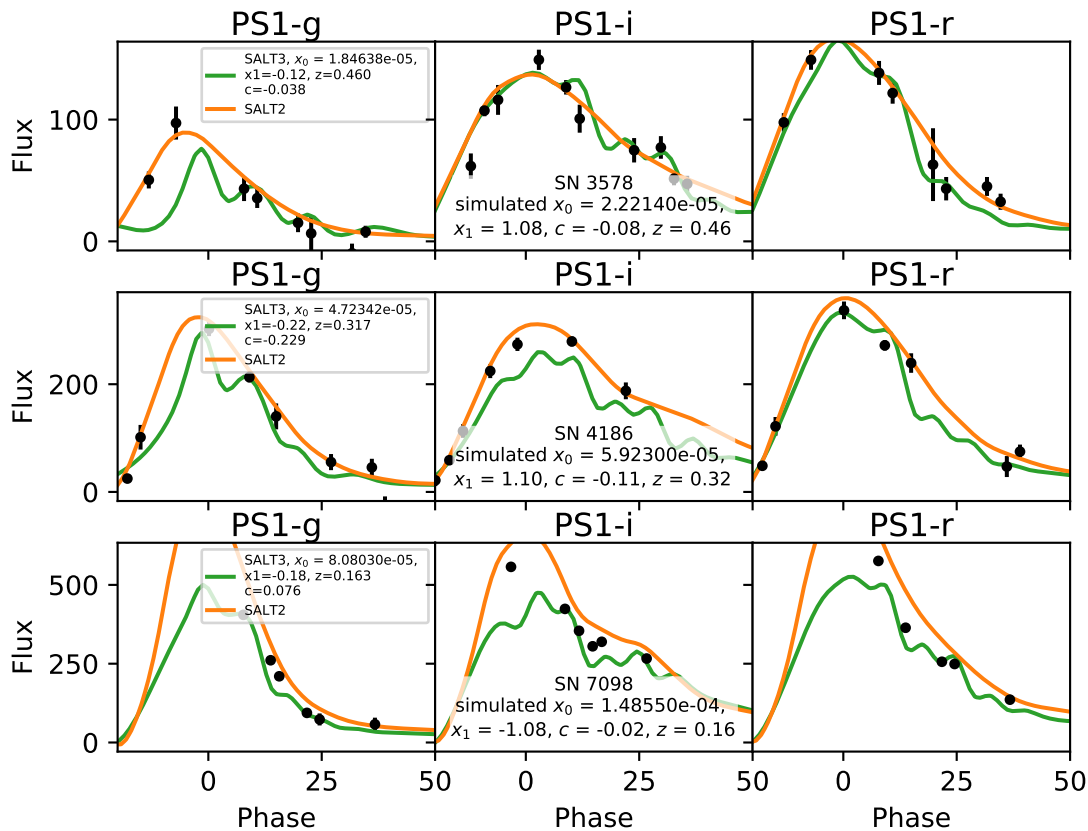 PS1-g PS1-i PS1-r
Flux
100
0
SALT3, x₀ = 1.84638e-05,
x1=-0.12, z=0.460
c=-0.038
SALT2
SN 3578
simulated x₀ = 2.22140e-05,
x₁ = 1.08, c = -0.08, z = 0.46
PS1-g PS1-i PS1-r
Flux
200
0
SALT3, x₀ = 4.72342e-05,
x1=-0.22, z=0.317
c=-0.229
SALT2
SN 4186
simulated x₀ = 5.92300e-05,
x₁ = 1.10, c = -0.11, z = 0.32
PS1-g PS1-i PS1-r
Flux
500
250
0
SALT3, x₀ = 8.08030e-05,
x1=-0.18, z=0.163
c=0.076
SALT2
SN 7098
simulated x₀ = 1.48550e-04,
x₁ = -1.08, c = -0.02, z = 0.16
0 25 50 0 25 50 0 25 50
Phase Phase Phase